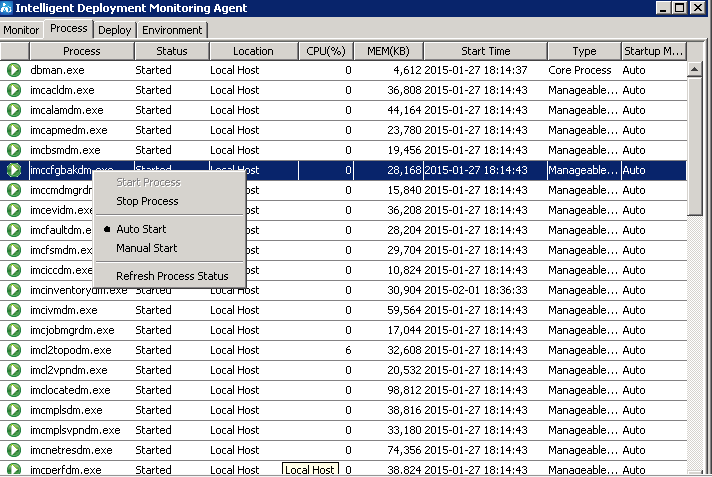 Intelligent Deployment Monitoring Agent
Monitor Process Deploy Environment
Process Status Location CPU(%) MEM(KB) Start Time Type Startup M...
dbman.exe Started Local Host 0 4,612 2015-01-27 18:14:37 Core Process Auto
imcacldm.exe Started Local Host 0 36,808 2015-01-27 18:14:43 Manageable... Auto
imcalamdm.exe Started Local Host 0 44,164 2015-01-27 18:14:43 Manageable... Auto
imcapmedm.exe Started Local Host 0 23,780 2015-01-27 18:14:43 Manageable... Auto
imcbsmdm.exe Started Local Host 0 19,456 2015-01-27 18:14:43 Manageable... Auto
imccfgbakdm.exe Started Local Host 0 28,168 2015-01-27 18:14:43 Manageable... Auto
Start Process
imccmdmgrd 0 15,840 2015-01-27 18:14:43 Manageable... Auto
Stop Process
imcevidm.exe 0 36,208 2015-01-27 18:14:43 Manageable... Auto
imcfaultdm.e 0 28,204 2015-01-27 18:14:43 Manageable... Auto
Auto Start
imcfsmdm.ex 0 29,704 2015-01-27 18:14:43 Manageable... Auto
Manual Start
imciccdm.exe 0 10,824 2015-01-27 18:14:43 Manageable... Auto
Refresh Process Status
imcinventorydm.exe Started Local Host 0 30,904 2015-02-01 18:36:33 Manageable... Auto
imcivmdm.exe Started Local Host 0 59,564 2015-01-27 18:14:43 Manageable... Auto
imcjobmgrdm.exe Started Local Host 0 17,044 2015-01-27 18:14:43 Manageable... Auto
imcl2topodm.exe Started Local Host 6 32,608 2015-01-27 18:14:43 Manageable... Auto
imcl2vpndm.exe Started Local Host 0 20,532 2015-01-27 18:14:43 Manageable... Auto
imclocatedm.exe Started Local Host 0 98,812 2015-01-27 18:14:43 Manageable... Auto
imcmplsdm.exe Started Local Host 0 38,816 2015-01-27 18:14:43 Manageable... Auto
imcmplsvpndm.exe Started Local Host 0 33,180 2015-01-27 18:14:43 Manageable... Auto
imcnetresdm.exe Started Local Host 0 74,356 2015-01-27 18:14:43 Manageable... Auto
imcperfdm.exe Started Local Host Local Host 0 38,824 2015-01-27 18:14:43 Manageable... Auto